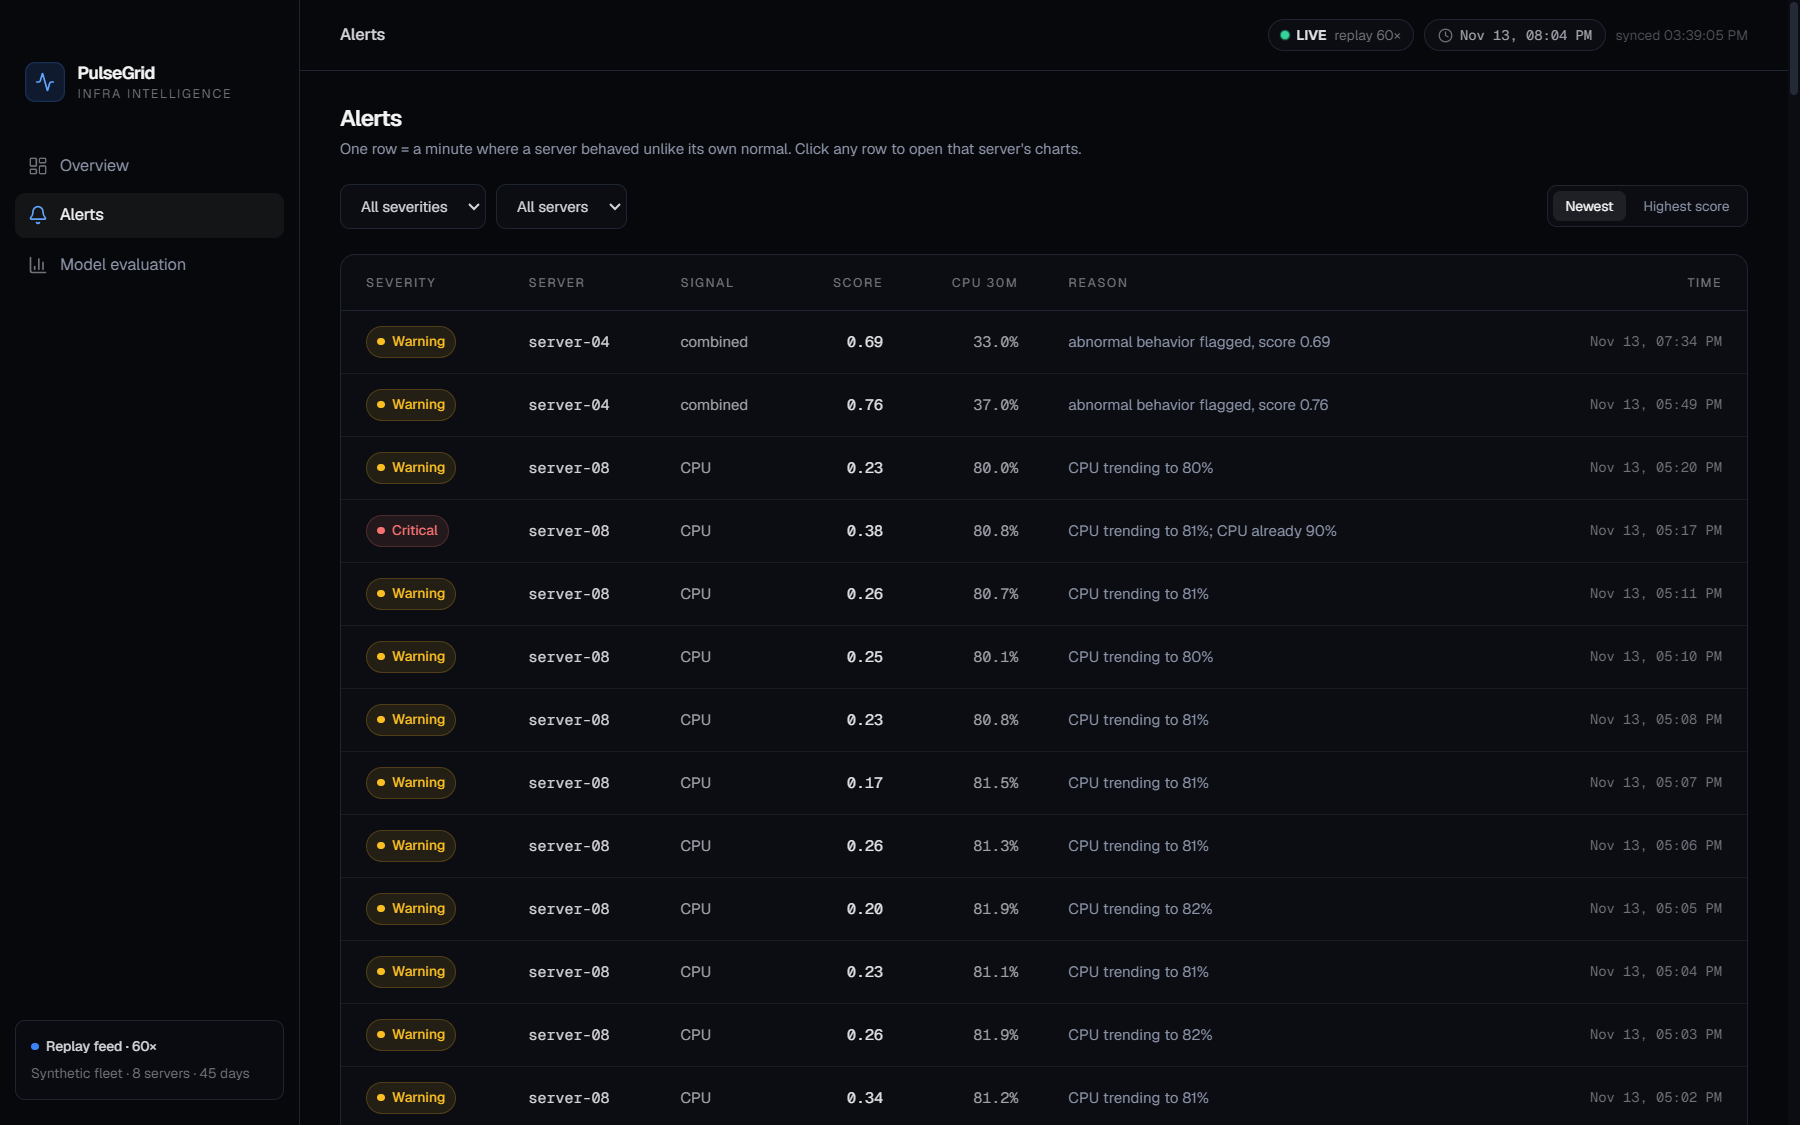 PulseGrid
INFRA INTELLIGENCE
Overview
Alerts
Model evaluation
Replay feed · 60×
Synthetic fleet · 8 servers · 45 days
Alerts
LIVE replay 60×
Nov 13, 08:04 PM
synced 03:39:05 PM
Alerts
One row = a minute where a server behaved unlike its own normal. Click any row to open that server's charts.
All severities
All servers
Newest
Highest score
SEVERITY SERVER SIGNAL SCORE CPU 30M REASON TIME
Warning server-04 combined 0.69 33.0% abnormal behavior flagged, score 0.69 Nov 13, 07:34 PM
Warning server-04 combined 0.76 37.0% abnormal behavior flagged, score 0.76 Nov 13, 05:49 PM
Warning server-08 CPU 0.23 80.0% CPU trending to 80% Nov 13, 05:20 PM
Critical server-08 CPU 0.38 80.8% CPU trending to 81%; CPU already 90% Nov 13, 05:17 PM
Warning server-08 CPU 0.26 80.7% CPU trending to 81% Nov 13, 05:11 PM
Warning server-08 CPU 0.25 80.1% CPU trending to 80% Nov 13, 05:10 PM
Warning server-08 CPU 0.23 80.8% CPU trending to 81% Nov 13, 05:08 PM
Warning server-08 CPU 0.17 81.5% CPU trending to 81% Nov 13, 05:07 PM
Warning server-08 CPU 0.26 81.3% CPU trending to 81% Nov 13, 05:06 PM
Warning server-08 CPU 0.20 81.9% CPU trending to 82% Nov 13, 05:05 PM
Warning server-08 CPU 0.23 81.1% CPU trending to 81% Nov 13, 05:04 PM
Warning server-08 CPU 0.26 81.9% CPU trending to 82% Nov 13, 05:03 PM
Warning server-08 CPU 0.34 81.2% CPU trending to 81% Nov 13, 05:02 PM